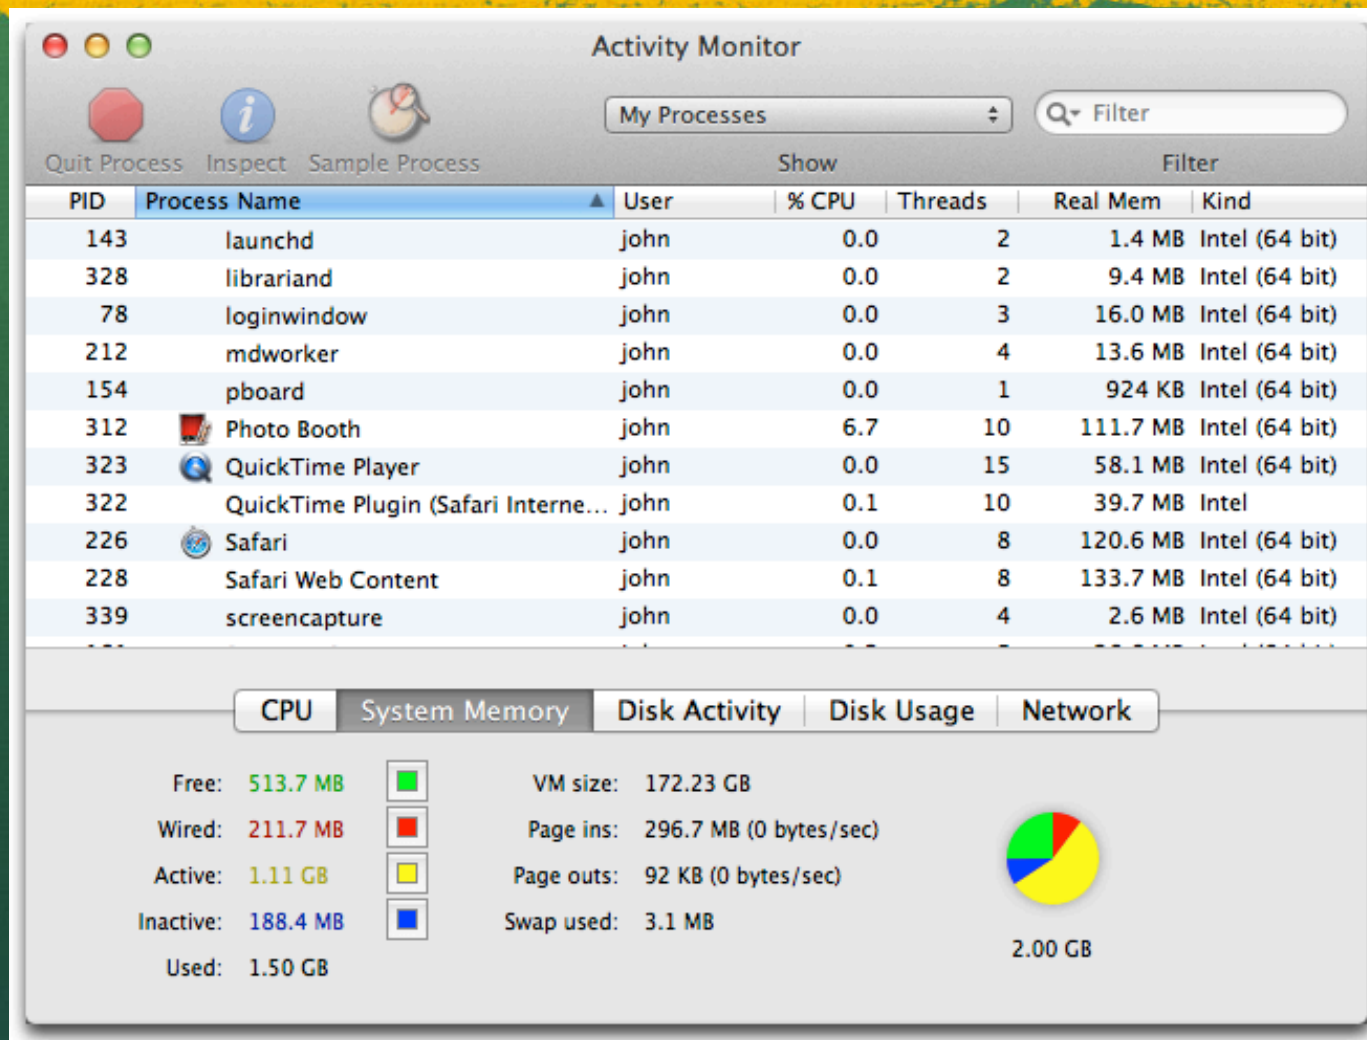 Activity Monitor
My Processes
Filter
Quit Process Inspect Sample Process Show Filter
PID Process Name User % CPU Threads Real Mem Kind
143 launchd john 0.0 2 1.4 MB Intel (64 bit)
328 librariand john 0.0 2 9.4 MB Intel (64 bit)
78 loginwindow john 0.0 3 16.0 MB Intel (64 bit)
212 mdworker john 0.0 4 13.6 MB Intel (64 bit)
154 pboard john 0.0 1 924 KB Intel (64 bit)
312 Photo Booth john 6.7 10 111.7 MB Intel (64 bit)
323 QuickTime Player john 0.0 15 58.1 MB Intel (64 bit)
322 QuickTime Plugin (Safari Interne... john 0.1 10 39.7 MB Intel
226 Safari john 0.0 8 120.6 MB Intel (64 bit)
228 Safari Web Content john 0.1 8 133.7 MB Intel (64 bit)
339 screencapture john 0.0 4 2.6 MB Intel (64 bit)
CPU System Memory Disk Activity Disk Usage Network
Free: 513.7 MB VM size: 172.23 GB
Wired: 211.7 MB Page ins: 296.7 MB (0 bytes/sec)
Active: 1.11 GB Page outs: 92 KB (0 bytes/sec)
Inactive: 188.4 MB Swap used: 3.1 MB
Used: 1.50 GB
2.00 GB